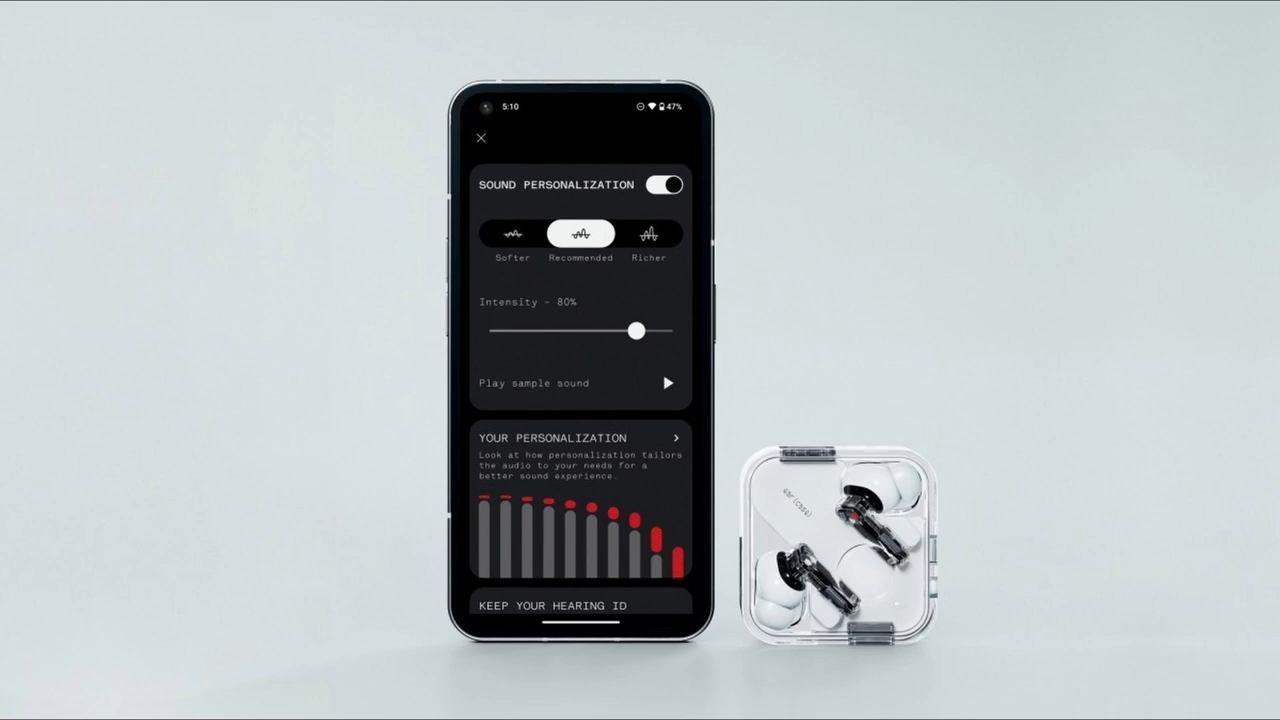 5:10
47%
SOUND PERSONALIZATION
Softer Recommended Richer
Intensity - 80%
Play sample sound
YOUR PERSONALIZATION
Look at how personalization tailors
the audio to your needs for a
better sound experience.
KEEP YOUR HEARING ID
ear (case)